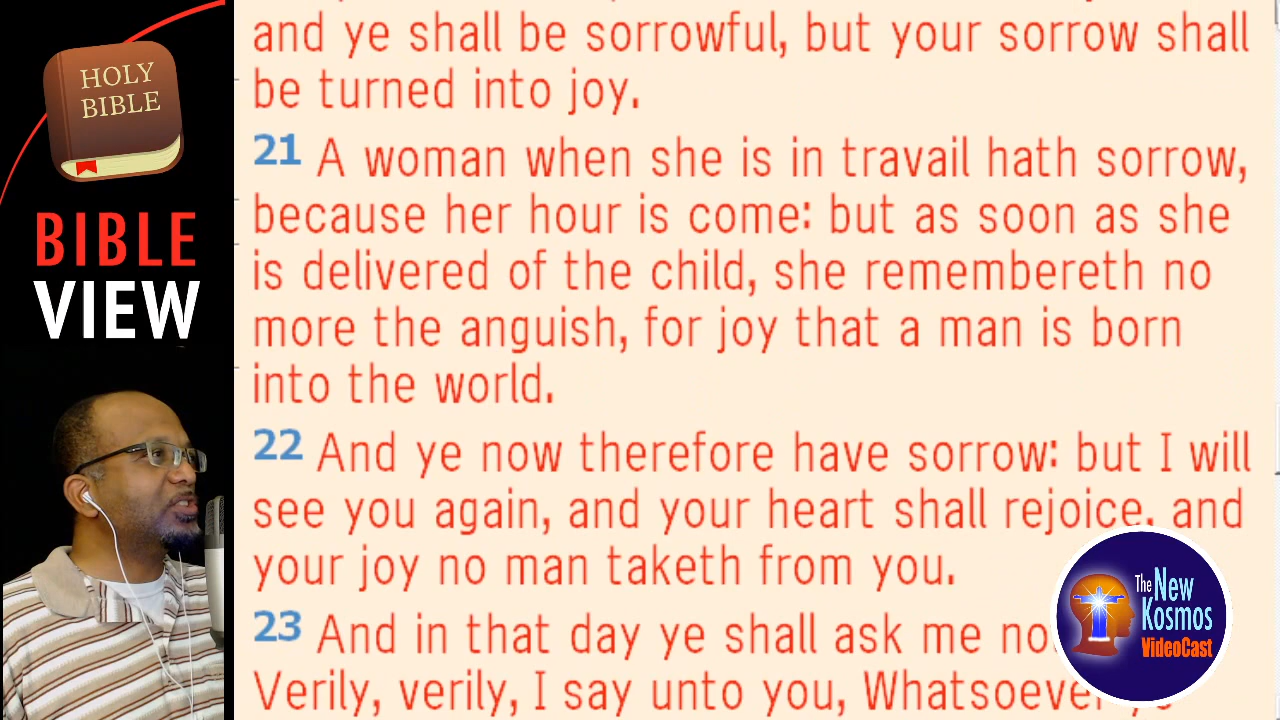 HOLY
BIBLE
BIBLE
VIEW
and ye shall be sorrowful, but your sorrow shall
be turned into joy.
21 A woman when she is in travail hath sorrow,
because her hour is come: but as soon as she
is delivered of the child, she remembereth no
more the anguish, for joy that a man is born
into the world.
22 And ye now therefore have sorrow: but I will
see you again, and your heart shall rejoice, and
your joy no man taketh from you.
23 And in that day ye shall ask me
Verily, verily, I say unto you, Whatsoever ye
The New
Kosmos
VideoCast